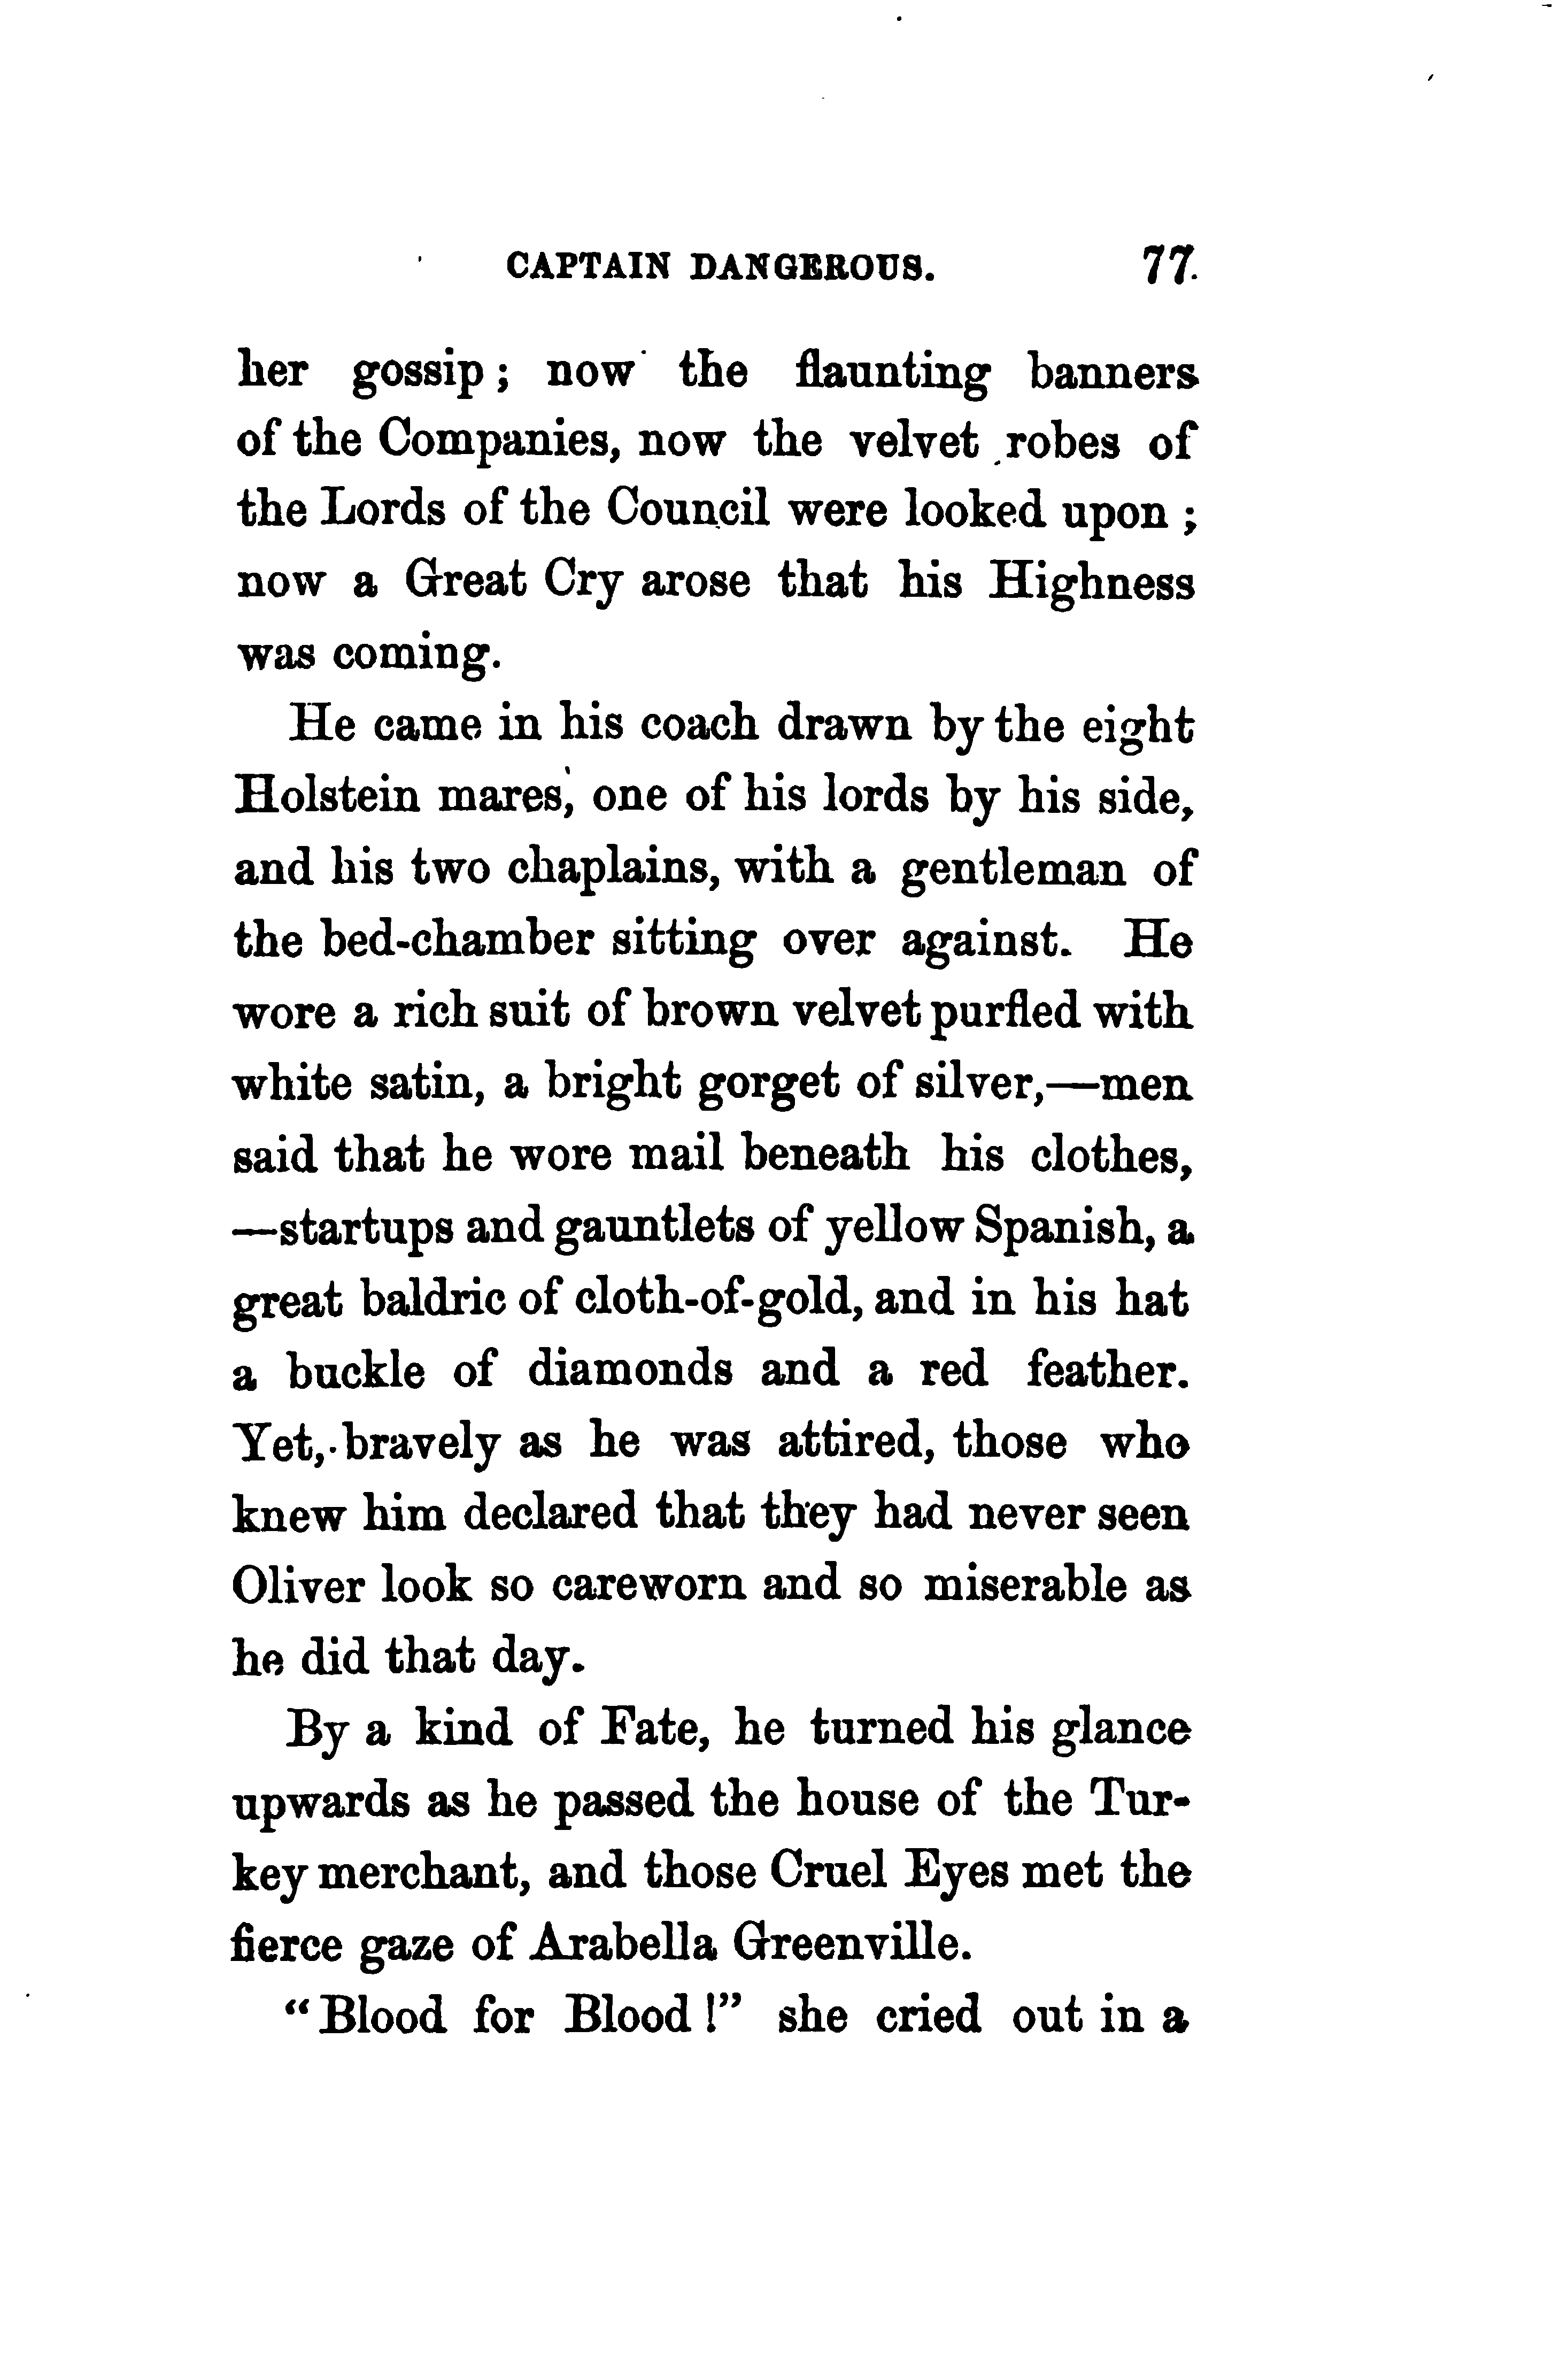 CAPTAIN DANGEROUS. 77
her gossip; now the flaunting banners
of the Companies, now the velvet robes of
the Lords of the Council were looked upon;
now a Great Cry arose that his Highness
was coming.
He came in his coach drawn by the eight
Holstein mares, one of his lords by his side,
and his two chaplains, with a gentleman of
the bed-chamber sitting over against. He
wore a rich suit of brown velvet purfled with
white satin, a bright gorget of silver,—men
said that he wore mail beneath his clothes,
—startups and gauntlets of yellow Spanish, a
great baldric of cloth-of-gold, and in his hat
a buckle of diamonds and a red feather.
Yet, bravely as he was attired, those who
knew him declared that they had never seen
Oliver look so careworn and so miserable as
he did that day.
By a kind of Fate, he turned his glance
upwards as he passed the house of the Tur-
key merchant, and those Cruel Eyes met the
fierce gaze of Arabella Greenville.
“Blood for Blood!” she cried out in a